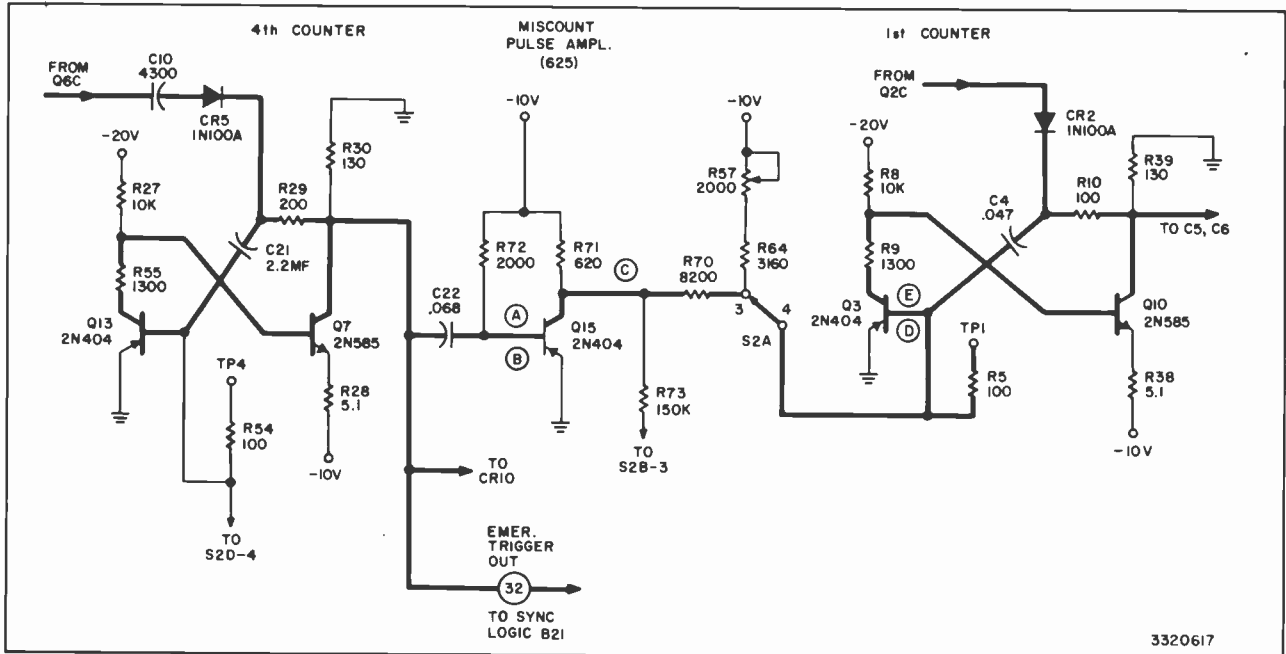 4th COUNTER
MISCOUNT
PULSE AMPL.
(625)
1st COUNTER
FROM
Q6C
C10
4300
CR5
1N100A
-20V
R27
10K
R55
1300
Q13
2N404
TP4
R54
100
TO
S2D-4
C21
2.2MF
R29
200
R30
130
Q7
2N585
R28
5.1
-10V
-10V
R72
2000
R71
620
C22
.068
A
B
C
Q15
2N404
R70
8200
R73
150K
TO
S2B-3
TO
CR10
EMER.
TRIGGER
OUT
32
TO SYNC
LOGIC B21
-10V
R57
2000
R64
3160
3
4
S2A
FROM
Q2C
CR2
1N100A
-20V
R8
10K
R9
1300
Q3
2N404
E
D
C4
.047
R10
100
R39
130
TO C5, C6
TP1
R5
100
Q10
2N585
R38
5.1
-10V
3320617